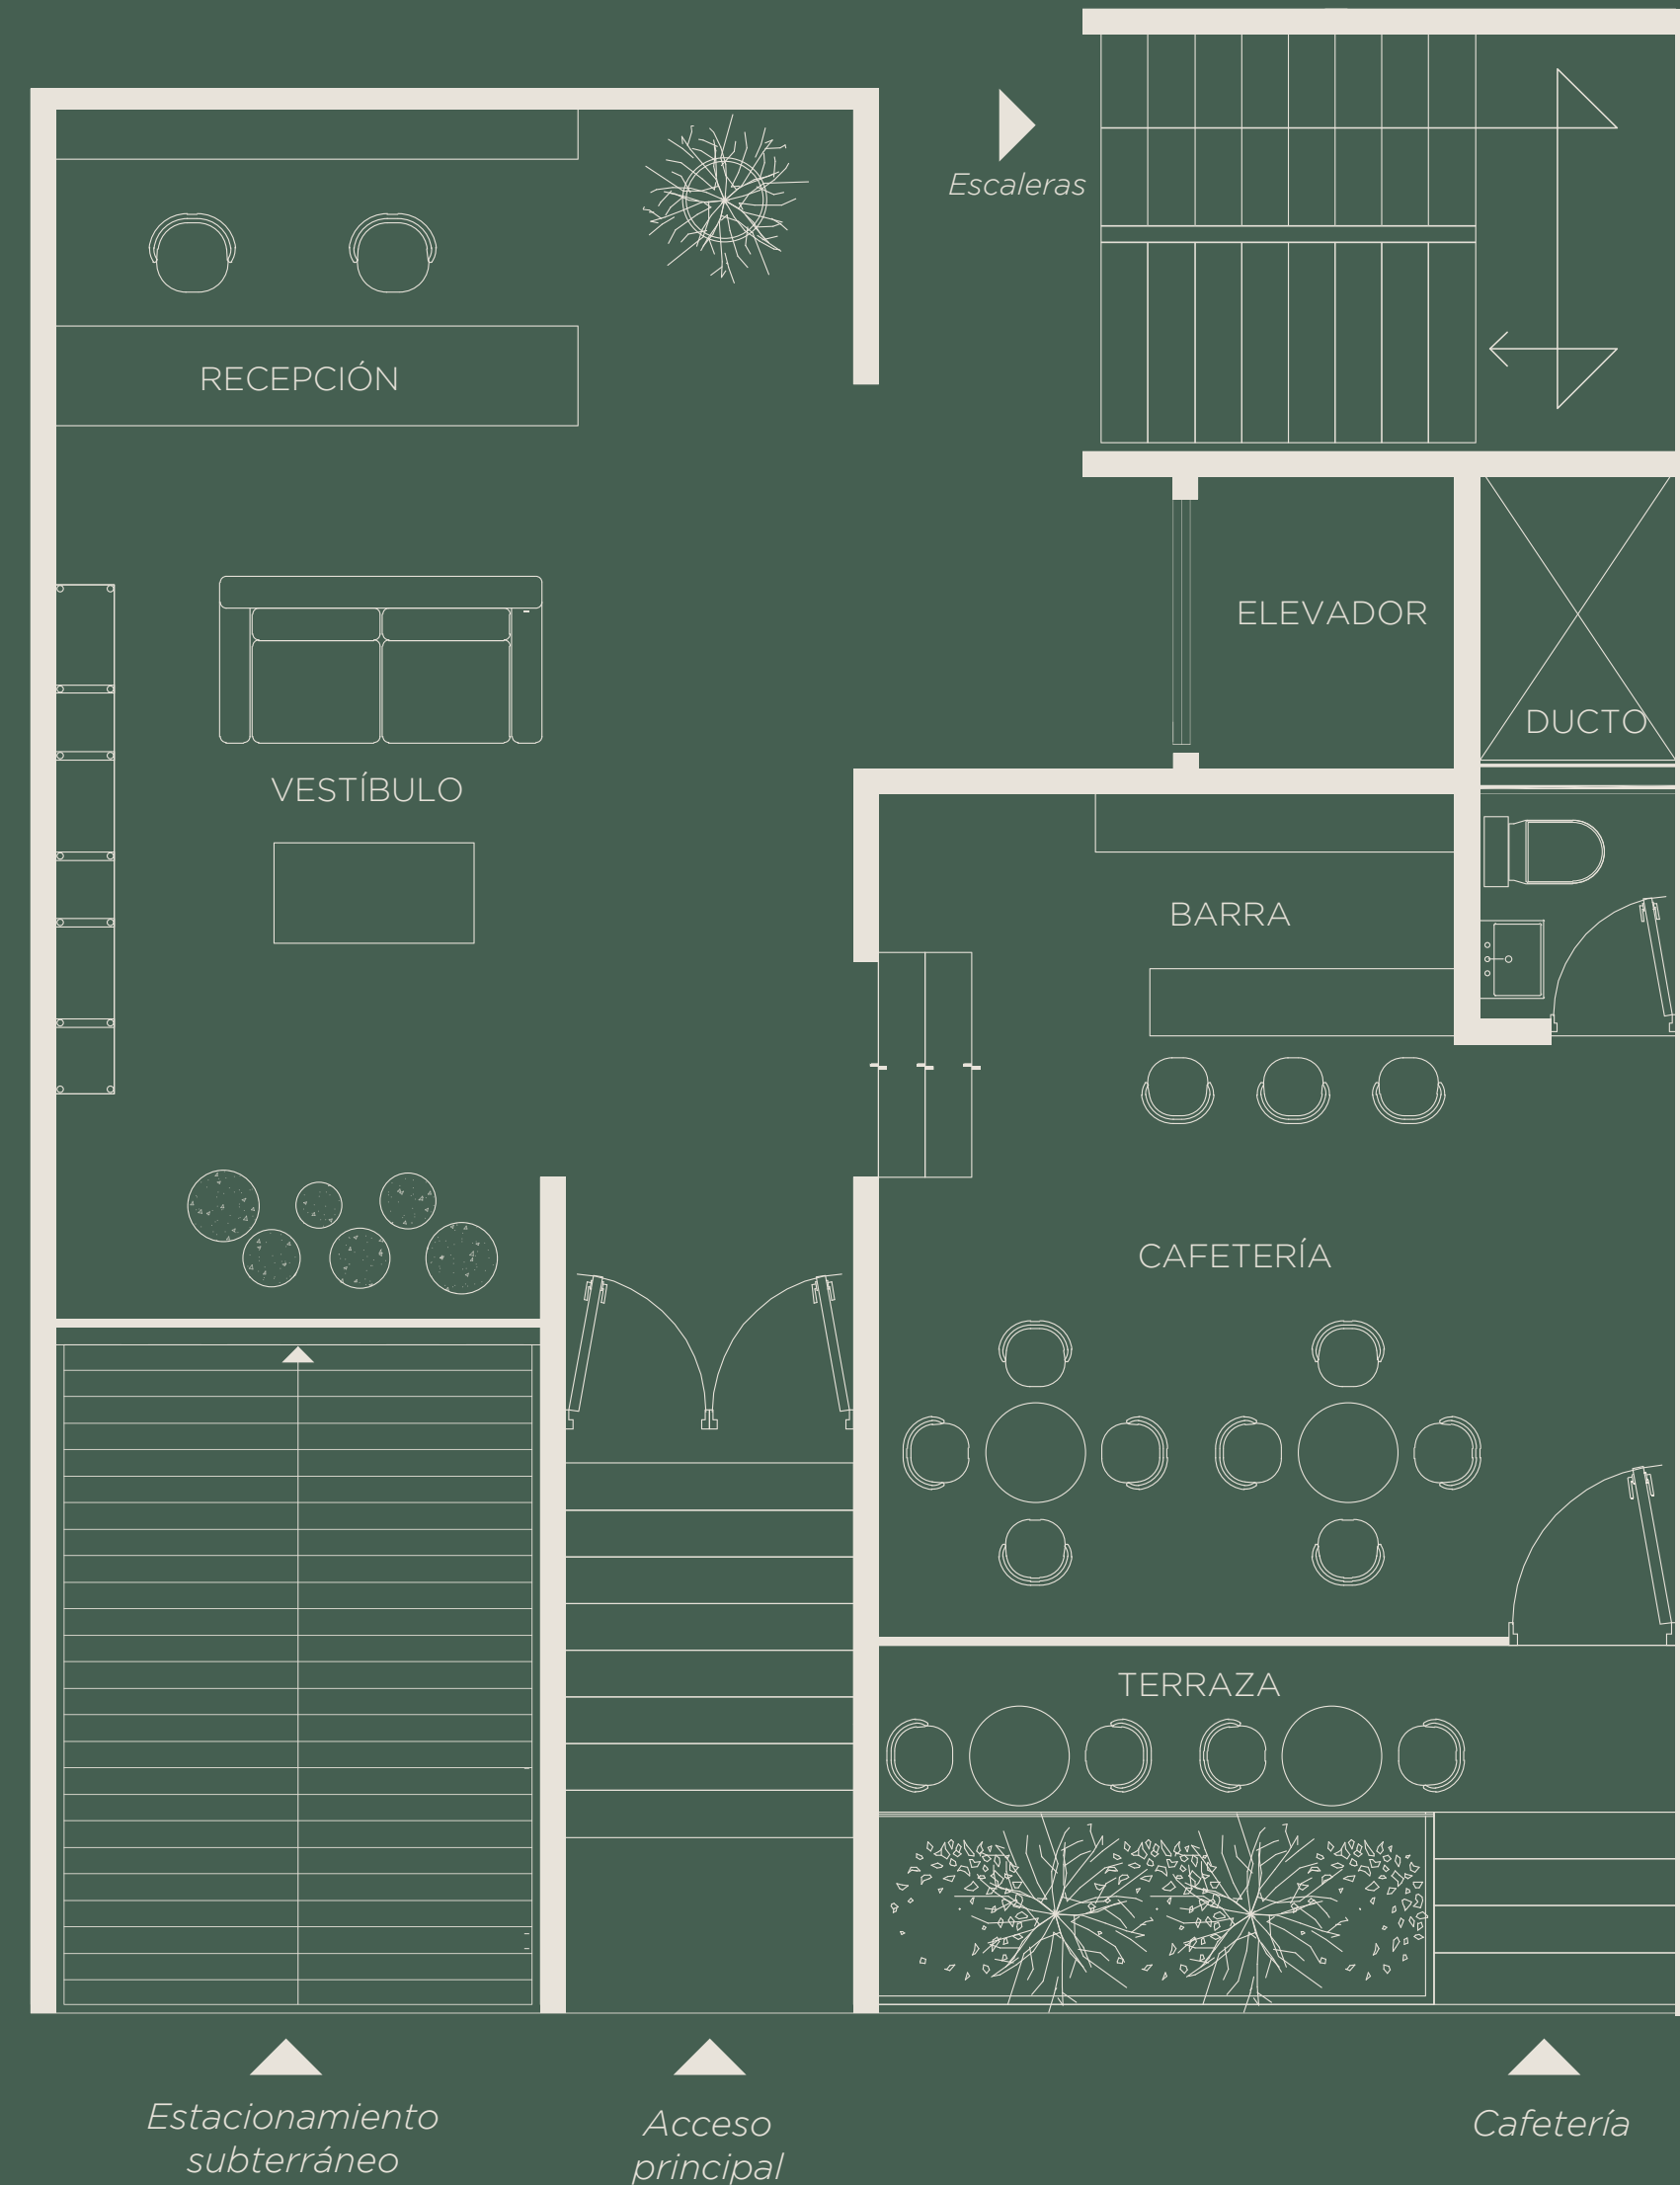 Escaleras
RECEPCIÓN
ELEVADOR
DUCTO
VESTÍBULO
BARRA
CAFETERÍA
TERRAZA
Estacionamiento
subterráneo
Acceso
principal
Cafetería